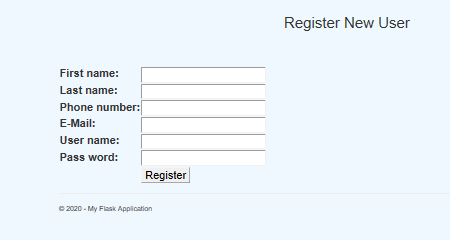 Register New User
First name:
Last name:
Phone number:
E-Mail:
User name:
Pass word:
Register
© 2020 - My Flask Application